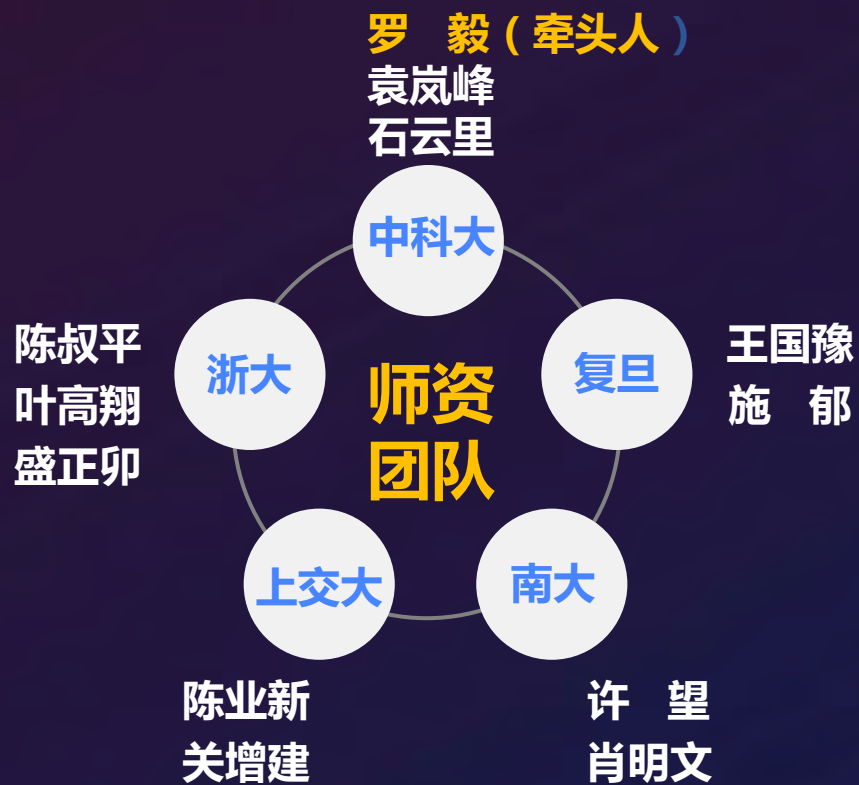 罗 毅（牵头人）
袁岚峰
石云里
中科大
陈叔平
叶高翔
盛正卯
浙大
师资
团队
复旦
王国豫
施 郁
上交大
南大
陈业新
关增建
许 望
肖明文